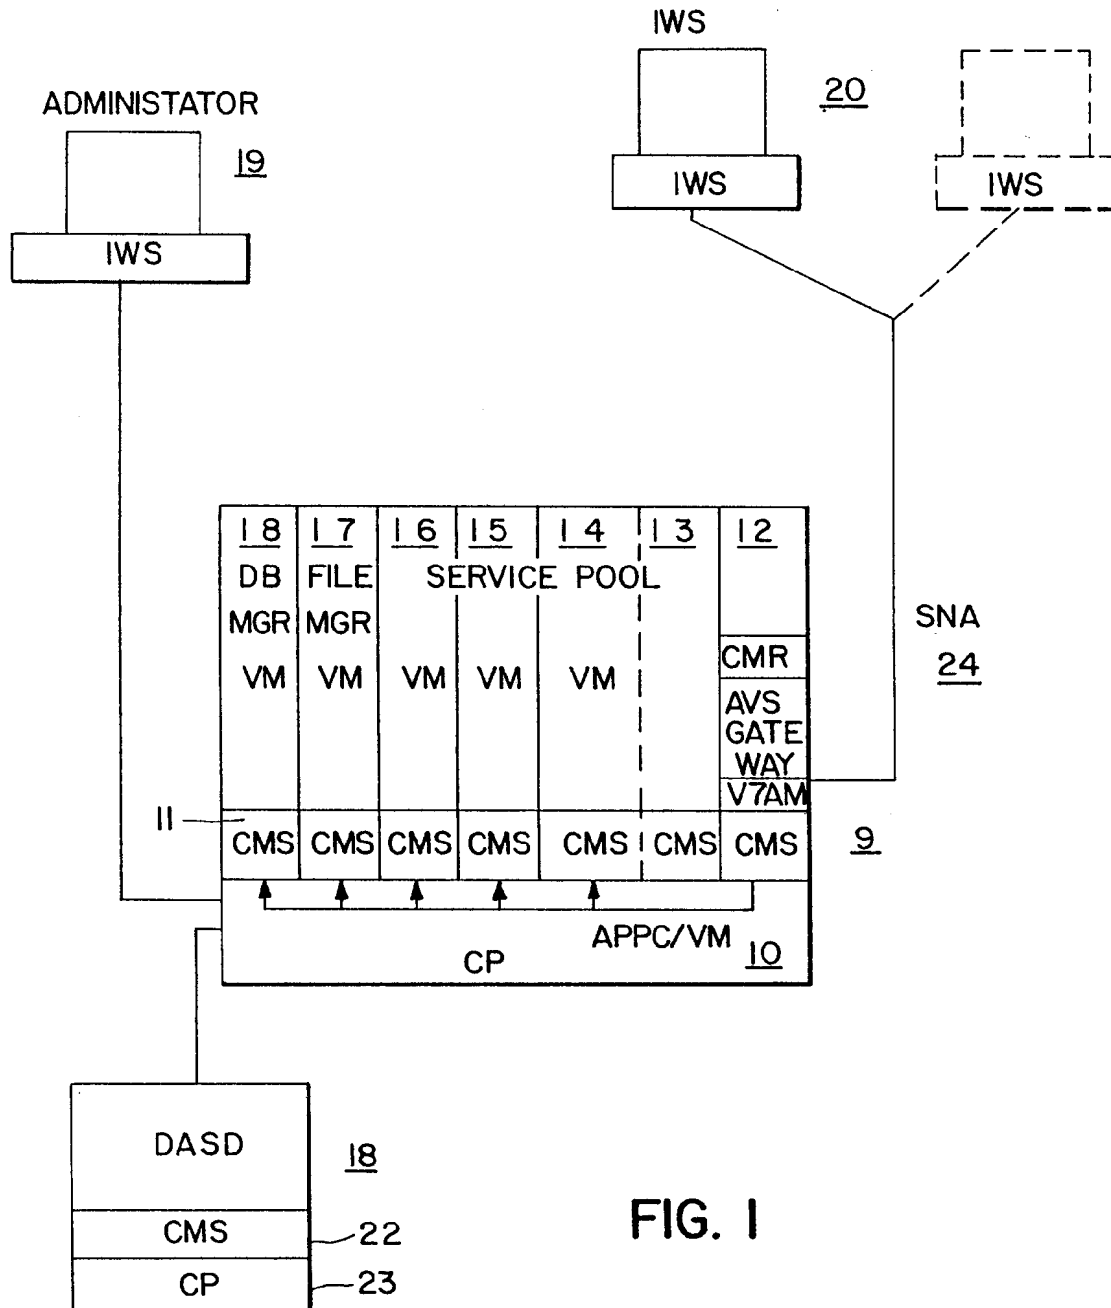 IWS
20
ADMINISTATOR
19
IWS
IWS
IWS
18 17 16 15 14 13 12
DB FILE SERVICE POOL
MGR MGR
SNA
CMR
24
VM VM VM VM VM
AVS
GATE
WAY
V7AM
11
CMS CMS CMS CMS CMS CMS CMS
9
APPC/VM
10
CP
DASD
18
CMS
22
CP
23
FIG. 1